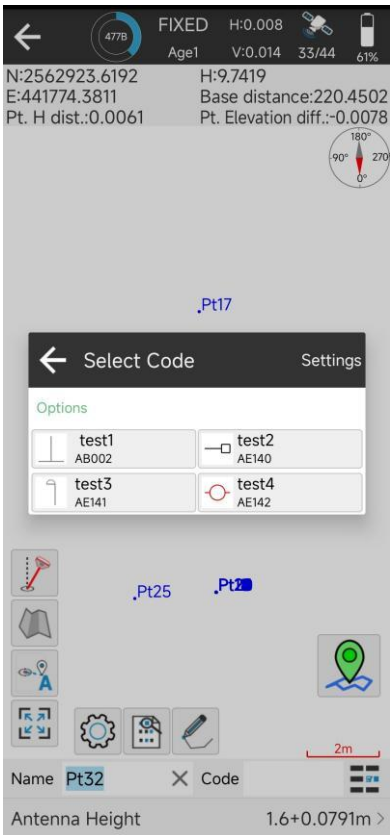 477B FIXED H:0.008
Age1 V:0.014 33/44 61%
N:2562923.6192 H:9.7419
E:441774.3811 Base distance:220.4502
Pt. H dist.:0.0061 Pt. Elevation diff.:-0.0078
180°
90° 270
0°
Pt17
Select Code Settings
Options
test1 test2
AB002 AE140
test3 test4
AE141 AE142
Pt25
A
2m
Name Pt32 Code
Antenna Height 1.6+0.0791m >